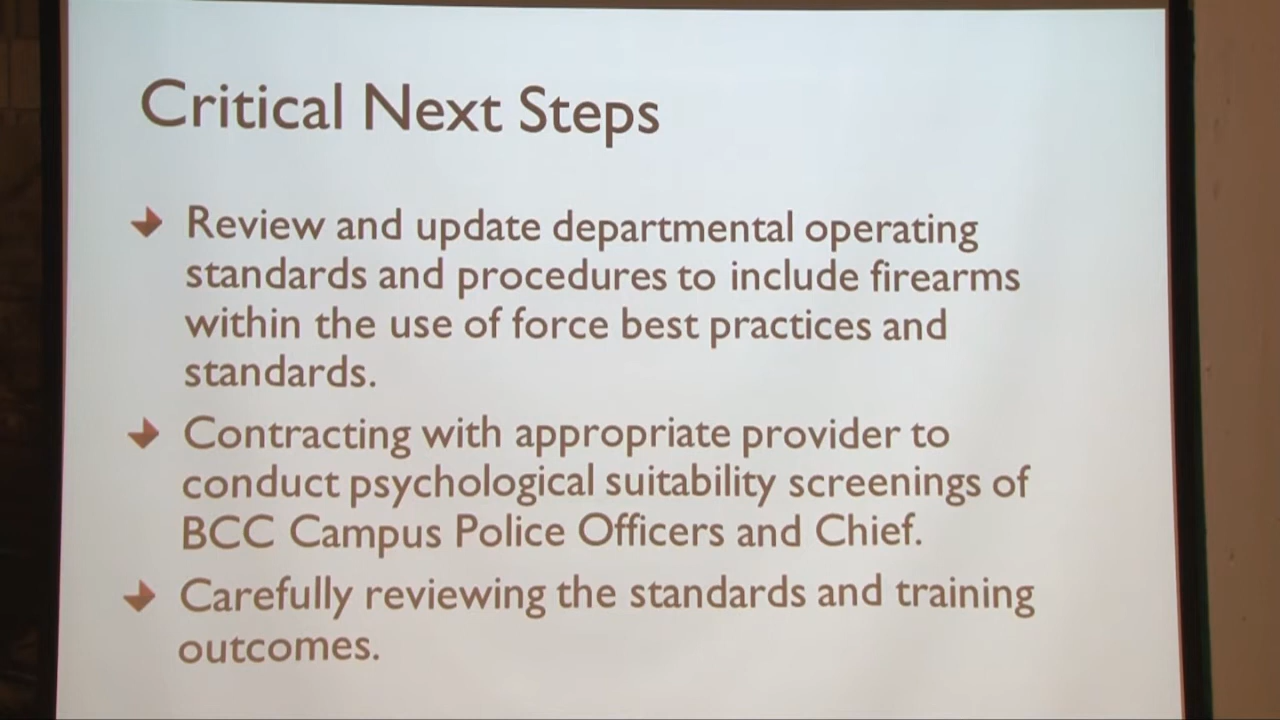 Critical Next Steps
Review and update departmental operating
standards and procedures to include firearms
within the use of force best practices and
standards.
Contracting with appropriate provider to
conduct psychological suitability screenings of
BCC Campus Police Officers and Chief.
Carefully reviewing the standards and training
outcomes.